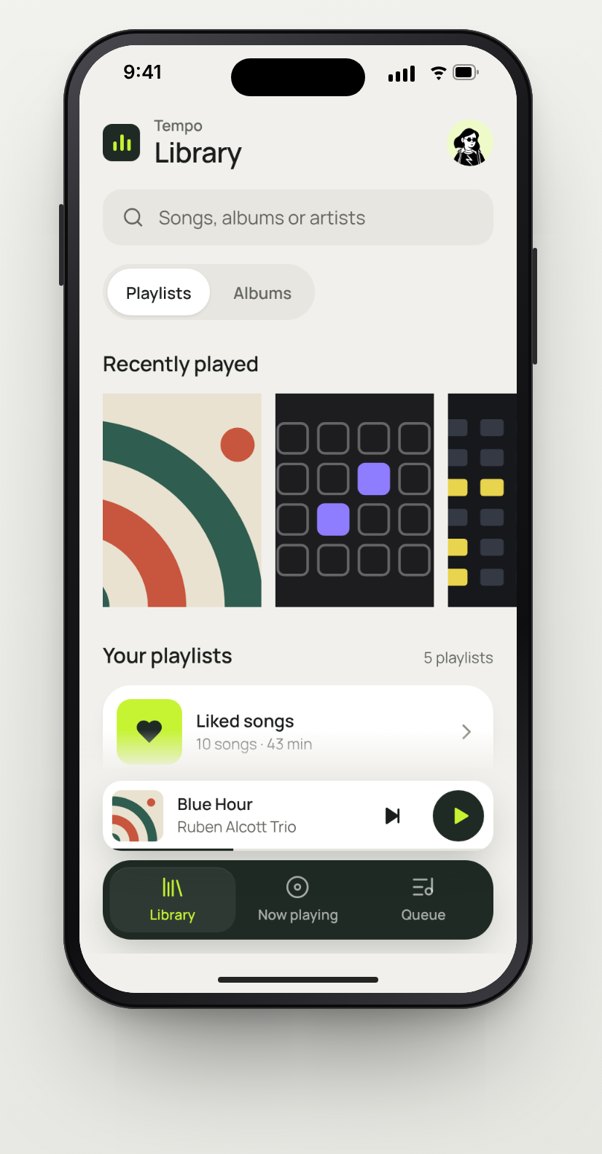 9:41
Tempo
Library
Songs, albums or artists
Playlists
Albums
Recently played
Your playlists
5 playlists
Liked songs
10 songs · 43 min
Blue Hour
Ruben Alcott Trio
Library
Now playing
Queue